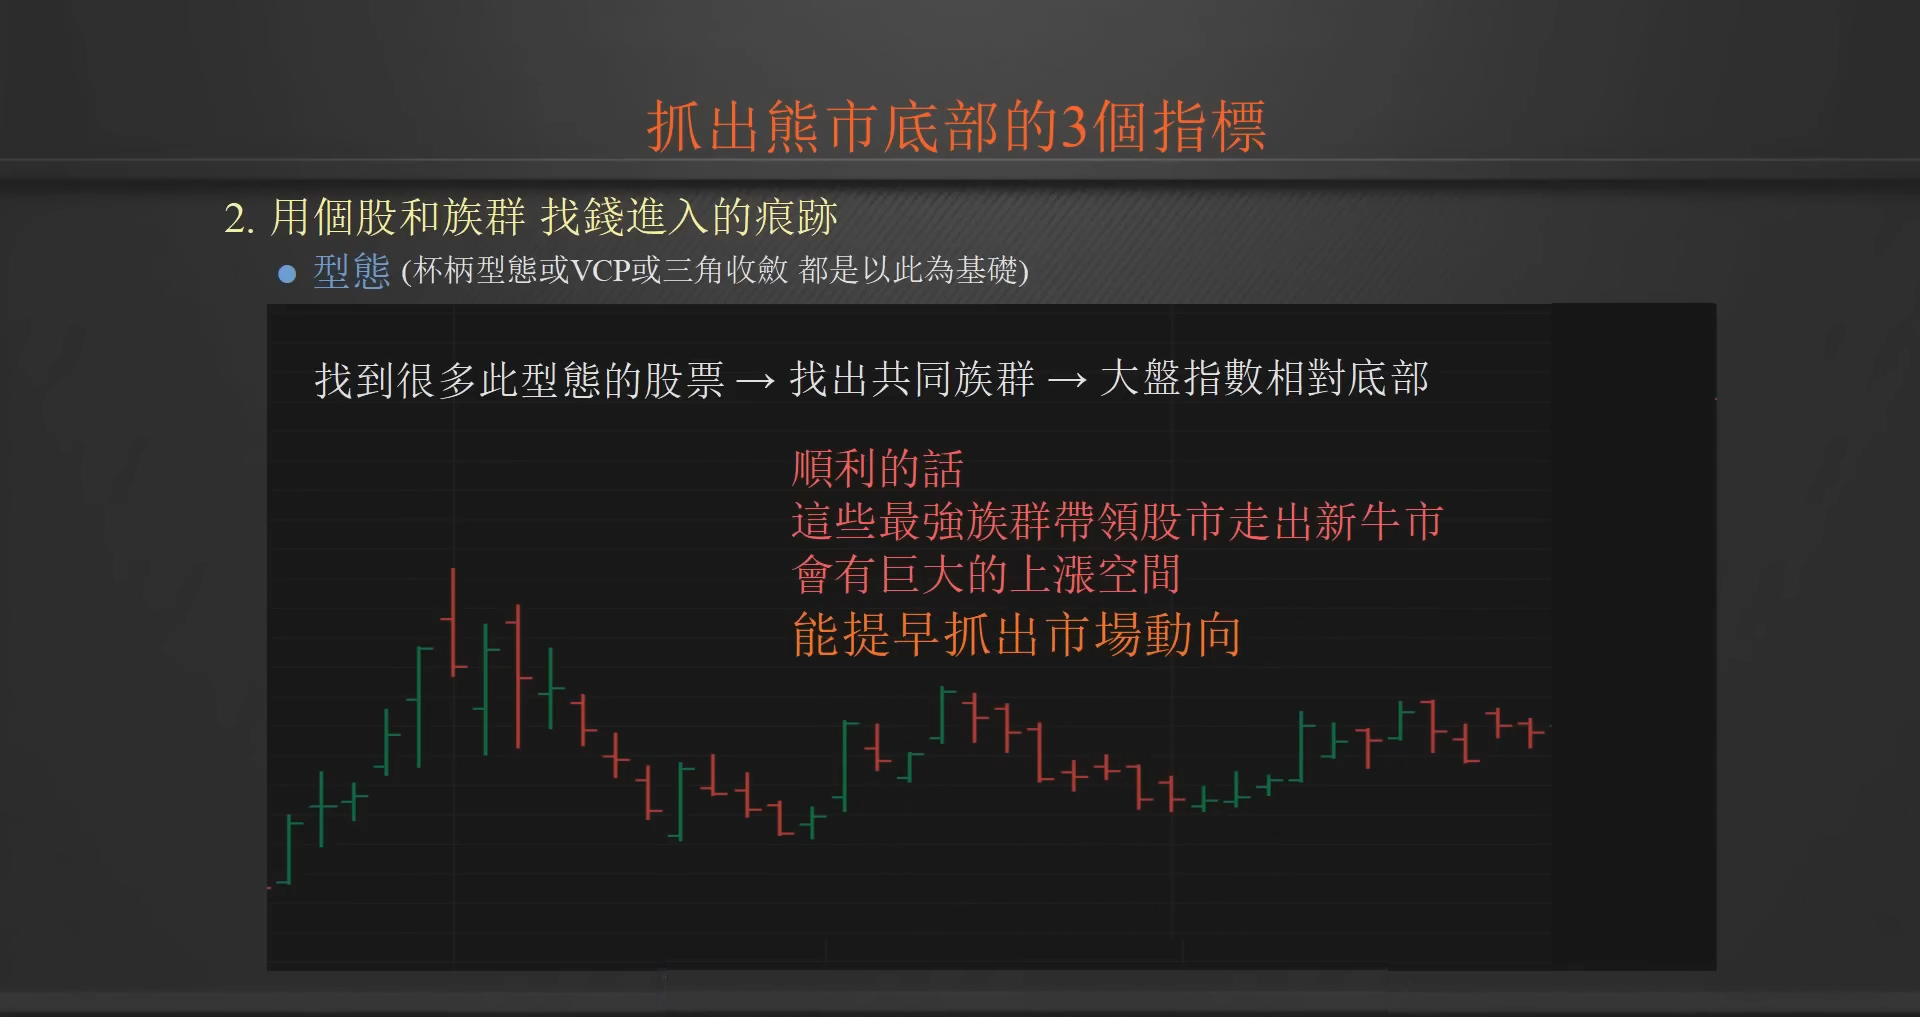 抓出熊市底部的3個指標
2. 用個股和族群 找錢進入的痕跡
● 型態 (杯柄型態或VCP或三角收斂 都是以此為基礎)
找到很多此型態的股票 → 找出共同族群 → 大盤指數相對底部
順利的話
這些最強族群帶領股市走出新牛市
會有巨大的上漲空間
能提早抓出市場動向